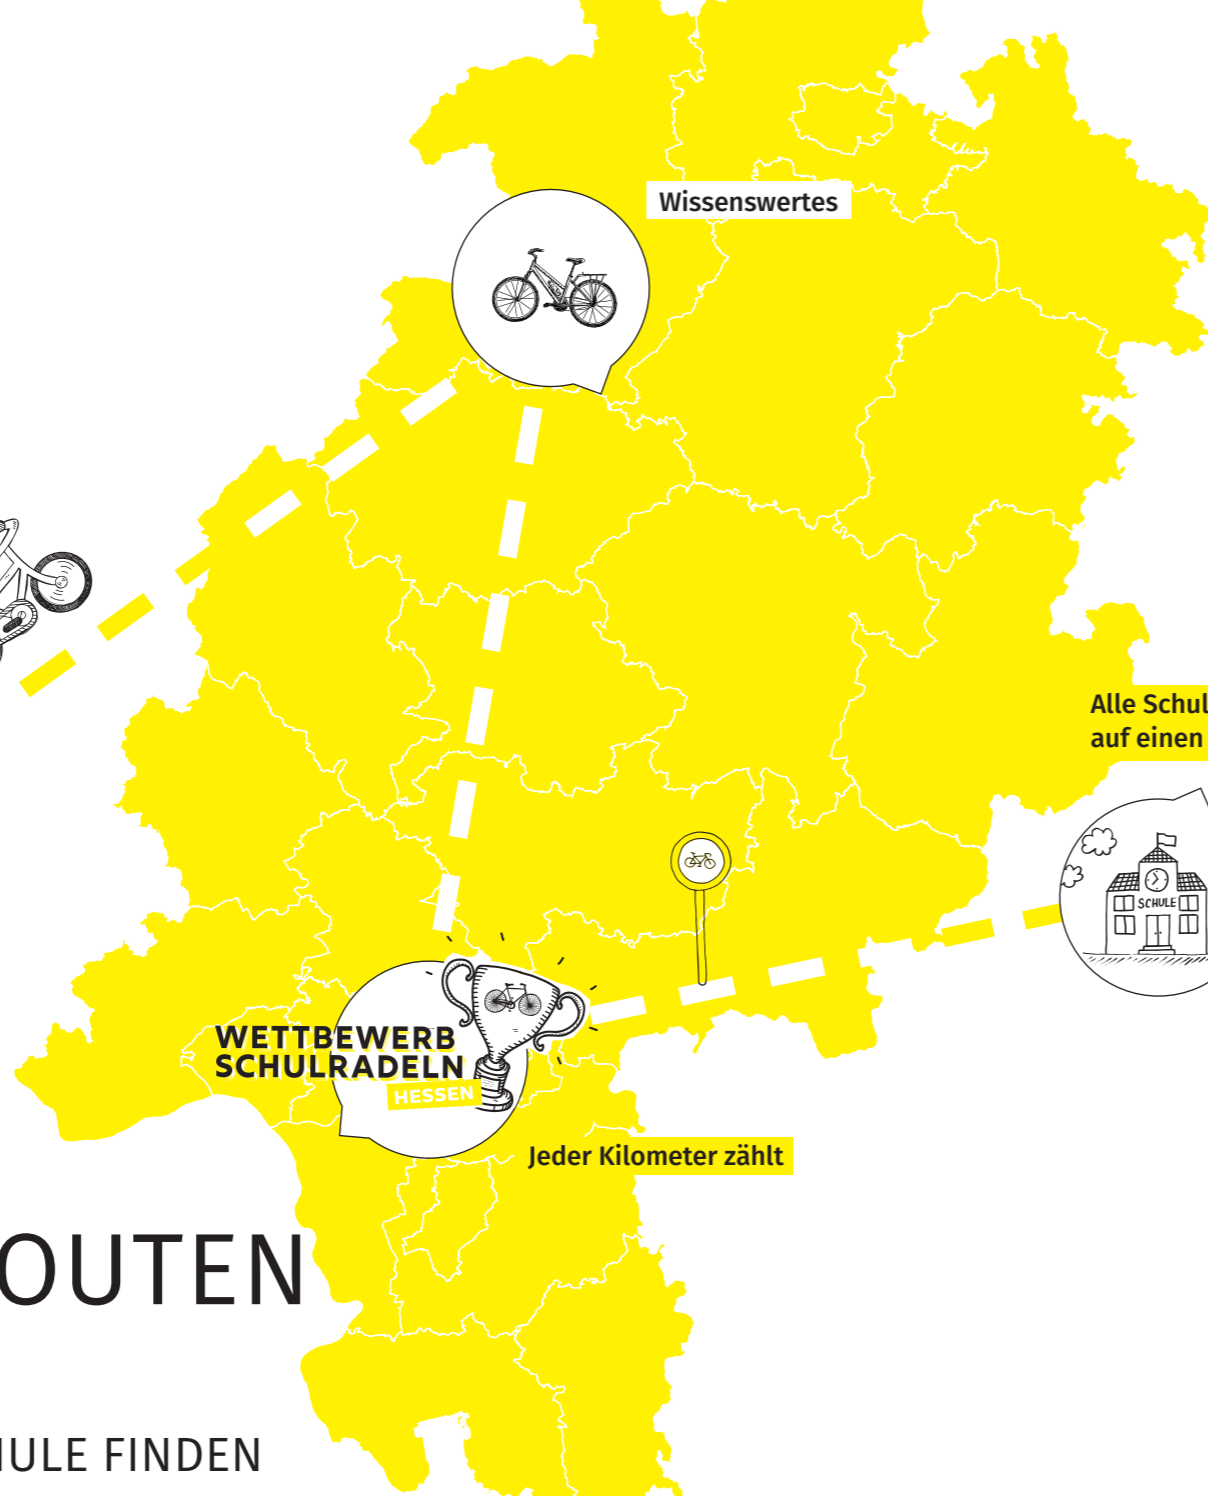 Wissenswertes
Alle Schul
auf einen
SCHULE
WETTBEWERB
SCHULRADELN
HESSEN
Jeder Kilometer zählt
OUTEN
ULE FINDEN